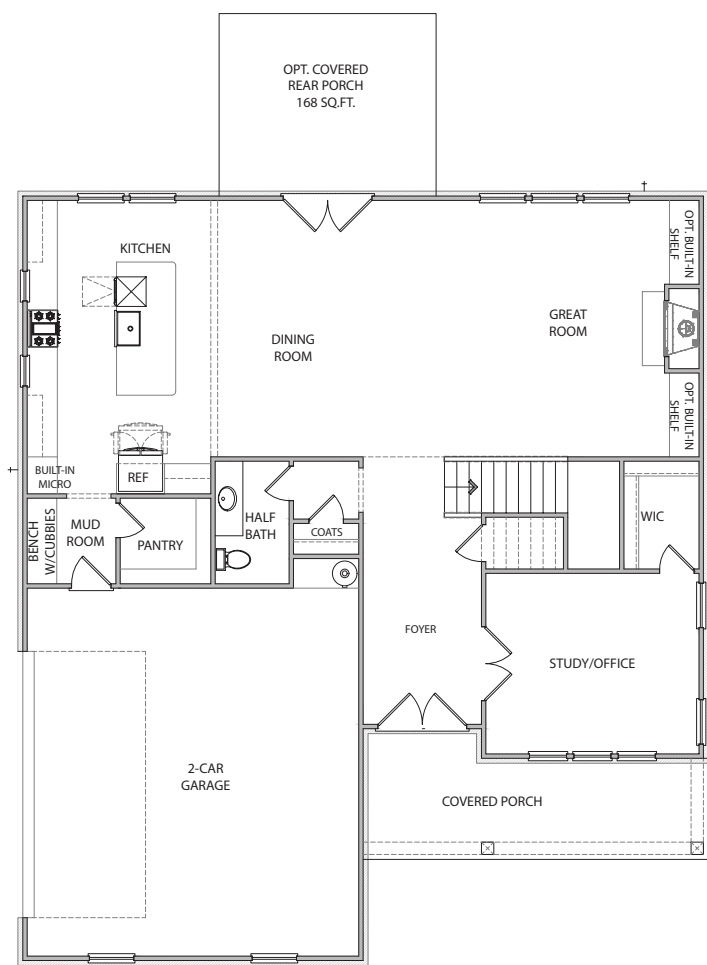 OPT. COVERED
REAR PORCH
168 SQ.FT.
KITCHEN
OPT. BUILT-IN
SHELF
GREAT
ROOM
DINING
ROOM
OPT. BUILT-IN
SHELF
BUILT-IN
MICRO
REF
BENCH
W/CUBBIES
MUD
ROOM
PANTRY
HALF
BATH
COATS
WIC
FOYER
STUDY/OFFICE
2-CAR
GARAGE
COVERED PORCH